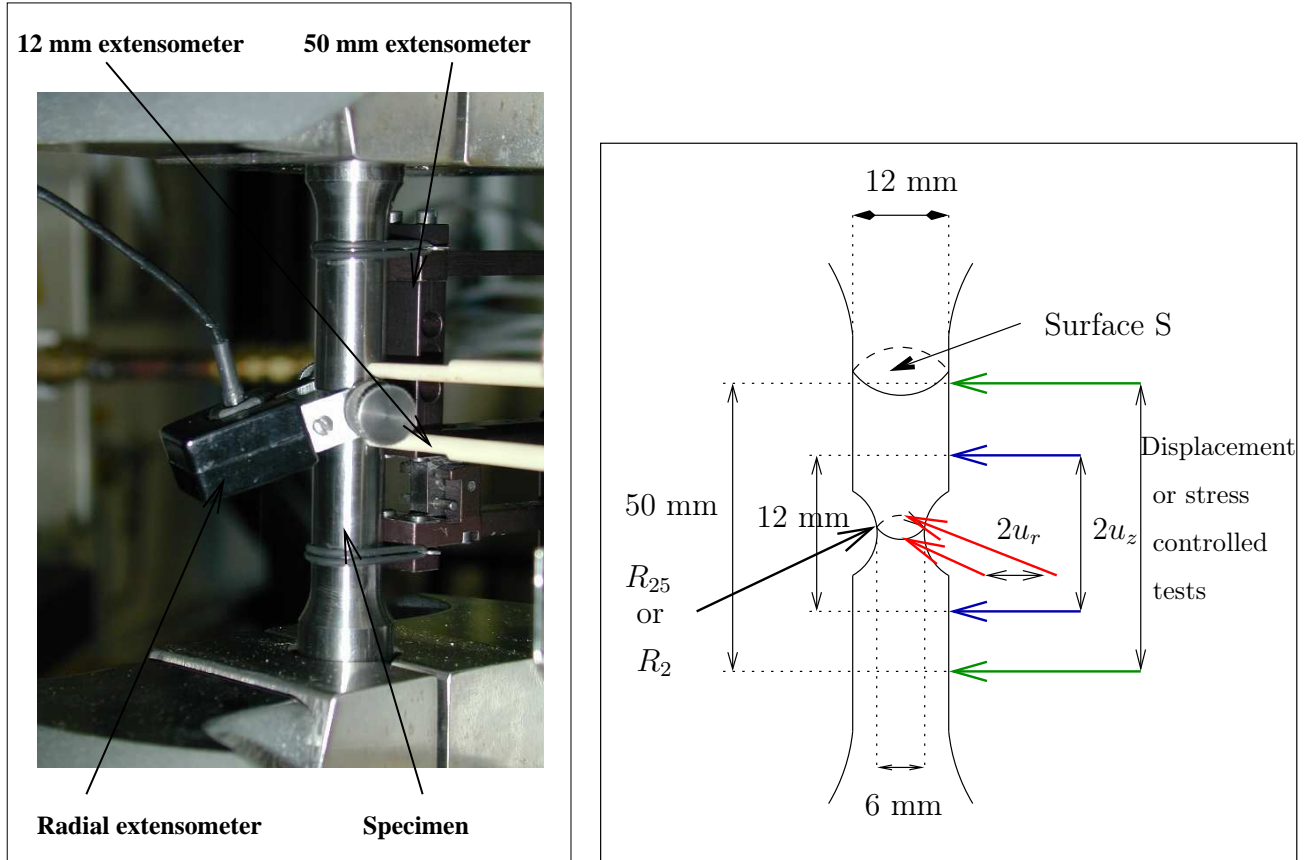 12 mm extensometer
50 mm extensometer
Radial extensometer
Specimen
12 mm
Surface S
50 mm
12 mm
2u_r
2u_z
Displacement
or stress
controlled
tests
R_25
or
R_2
6 mm